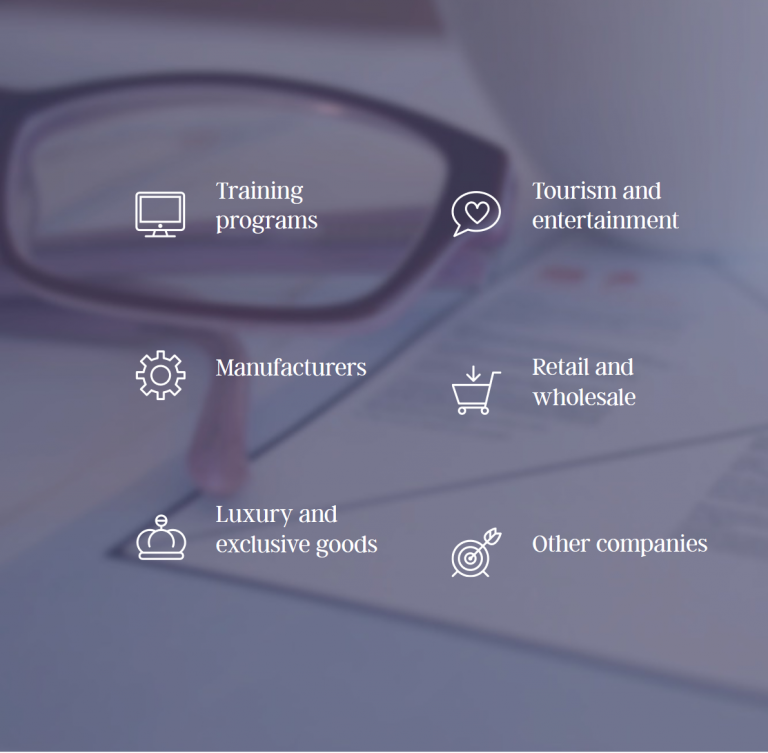 Training
programs
Tourism and
entertainment
Manufacturers
Retail and
wholesale
Luxury and
exclusive goods
Other companies